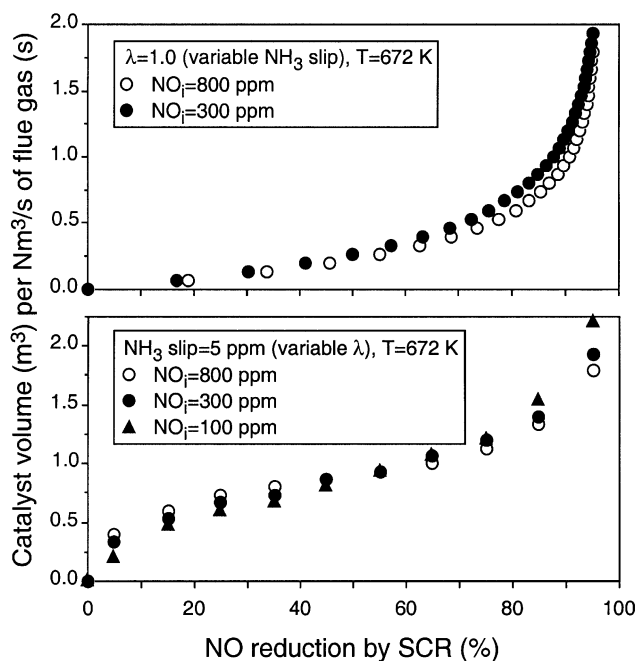 Catalyst volume (m³) per Nm³/s of flue gas (s)
2.0
1.5
1.0
0.5
0.0
λ=1.0 (variable NH₃ slip), T=672 K
NOᵢ=800 ppm
NOᵢ=300 ppm
2.0
1.5
1.0
0.5
0.0
NH₃ slip=5 ppm (variable λ), T=672 K
NOᵢ=800 ppm
NOᵢ=300 ppm
NOᵢ=100 ppm
0 20 40 60 80 100
NO reduction by SCR (%)